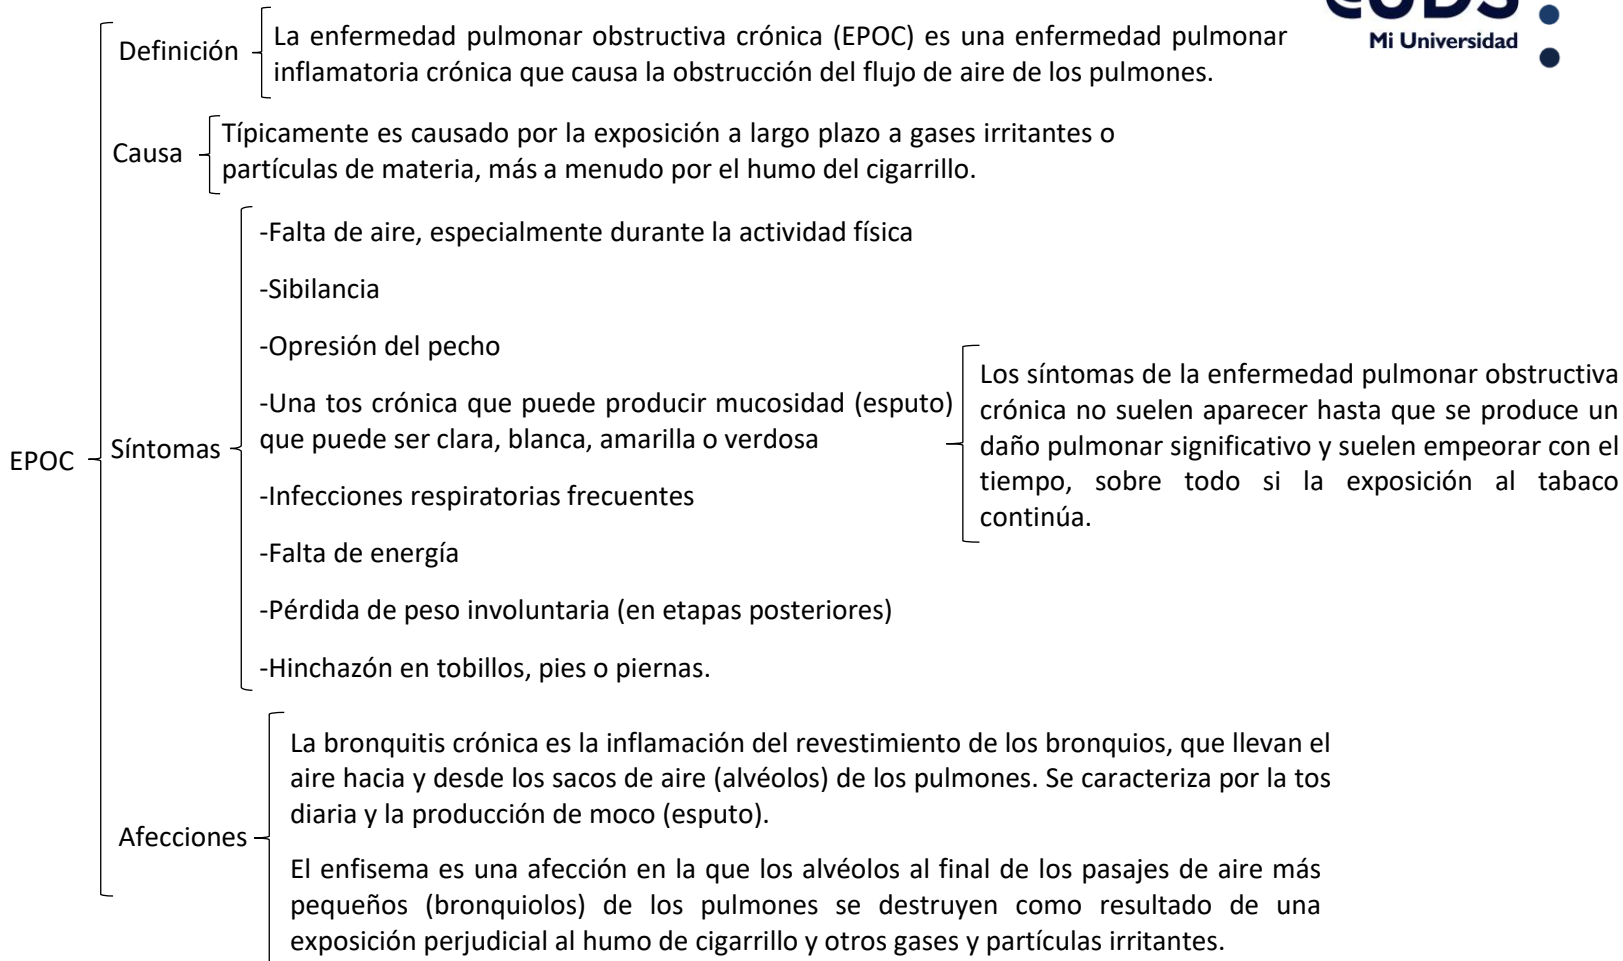 Mi Universidad
Definición
La enfermedad pulmonar obstructiva crónica (EPOC) es una enfermedad pulmonar
inflamatoria crónica que causa la obstrucción del flujo de aire de los pulmones.
Causa
Típicamente es causado por la exposición a largo plazo a gases irritantes o
partículas de materia, más a menudo por el humo del cigarrillo.
EPOC
Síntomas
-Falta de aire, especialmente durante la actividad física
-Sibilancia
-Opresión del pecho
-Una tos crónica que puede producir mucosidad (esputo)
que puede ser clara, blanca, amarilla o verdosa
-Infecciones respiratorias frecuentes
-Falta de energía
-Pérdida de peso involuntaria (en etapas posteriores)
-Hinchazón en tobillos, pies o piernas.
Los síntomas de la enfermedad pulmonar obstructiva
crónica no suelen aparecer hasta que se produce un
daño pulmonar significativo y suelen empeorar con el
tiempo, sobre todo si la exposición al tabaco
continúa.
Afecciones
La bronquitis crónica es la inflamación del revestimiento de los bronquios, que llevan el
aire hacia y desde los sacos de aire (alvéolos) de los pulmones. Se caracteriza por la tos
diaria y la producción de moco (esputo).
El enfisema es una afección en la que los alvéolos al final de los pasajes de aire más
pequeños (bronquiolos) de los pulmones se destruyen como resultado de una
exposición perjudicial al humo de cigarrillo y otros gases y partículas irritantes.